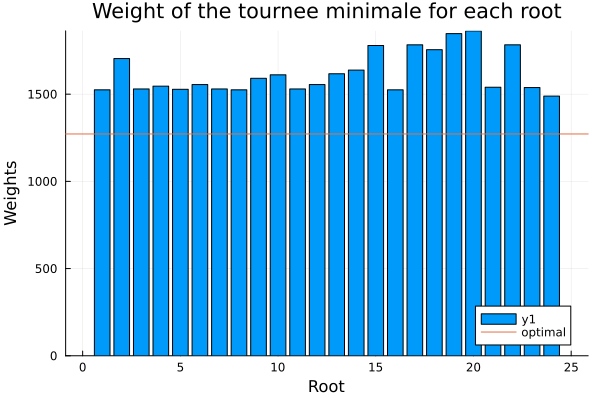 Weight of the tournee minimale for each root
Weights
1500
1000
500
0
y1
optimal
0 5 10 15 20 25
Root